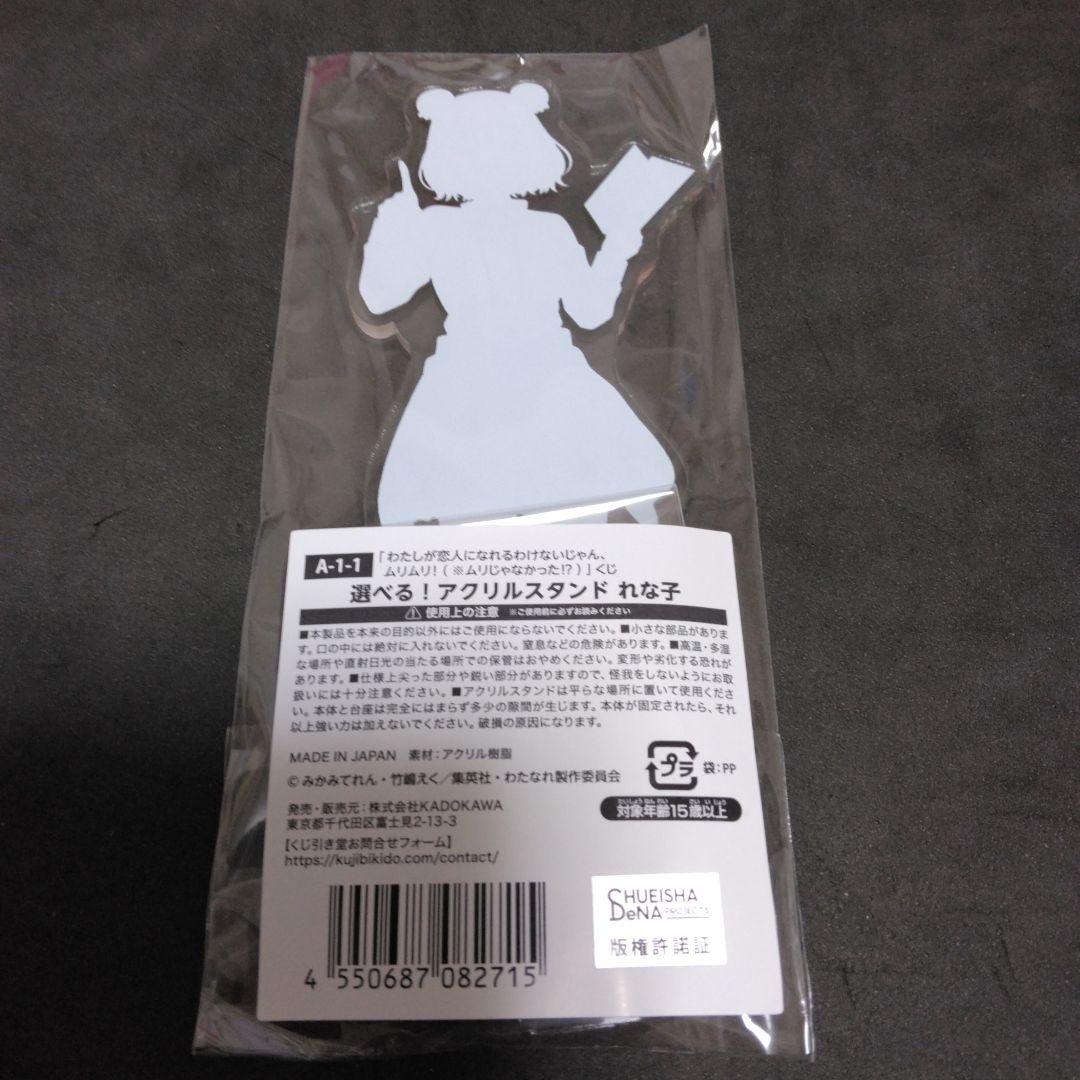 A-1-1 「わたしが恋人になれるわけないじゃん、
ムリムリ!(※ムリじゃなかった!?)」くじ
選べる!アクリルスタンド れな子
⚠ 使用上の注意 ※ご使用前に必ずお読みください
■本製品を本来の目的以外にはご使用にならないでください。■小さな部品がありま
す。口の中には絶対に入れないでください。窒息などの危険があります。■高温・多湿
な場所や直射日光の当たる場所での保管はおやめください。変形や劣化する恐れが
あります。■仕様上尖った部分や鋭い部分がありますので、怪我をしないようにお取
扱いには十分注意ください。■アクリルスタンドは平らな場所に置いて使用くださ
い。本体と台座は完全にはまらず多少の隙間が生じます。本体が固定されたら、それ
以上強い力は加えないでください。破損の原因になります。
MADE IN JAPAN 素材:アクリル樹脂
プラ 袋:PP
©みかみてれん・竹嶋えく/集英社・わたなれ製作委員会
たいしょうねんれい さいいじょう
対象年齢15歳以上
発売・販売元:株式会社KADOKAWA
東京都千代田区富士見2-13-3
【くじ引き堂お問合せフォーム】
https://kujibikido.com/contact/
SHUEISHA
DeNA PROJECTS
版権許諾証
4 550687 082715